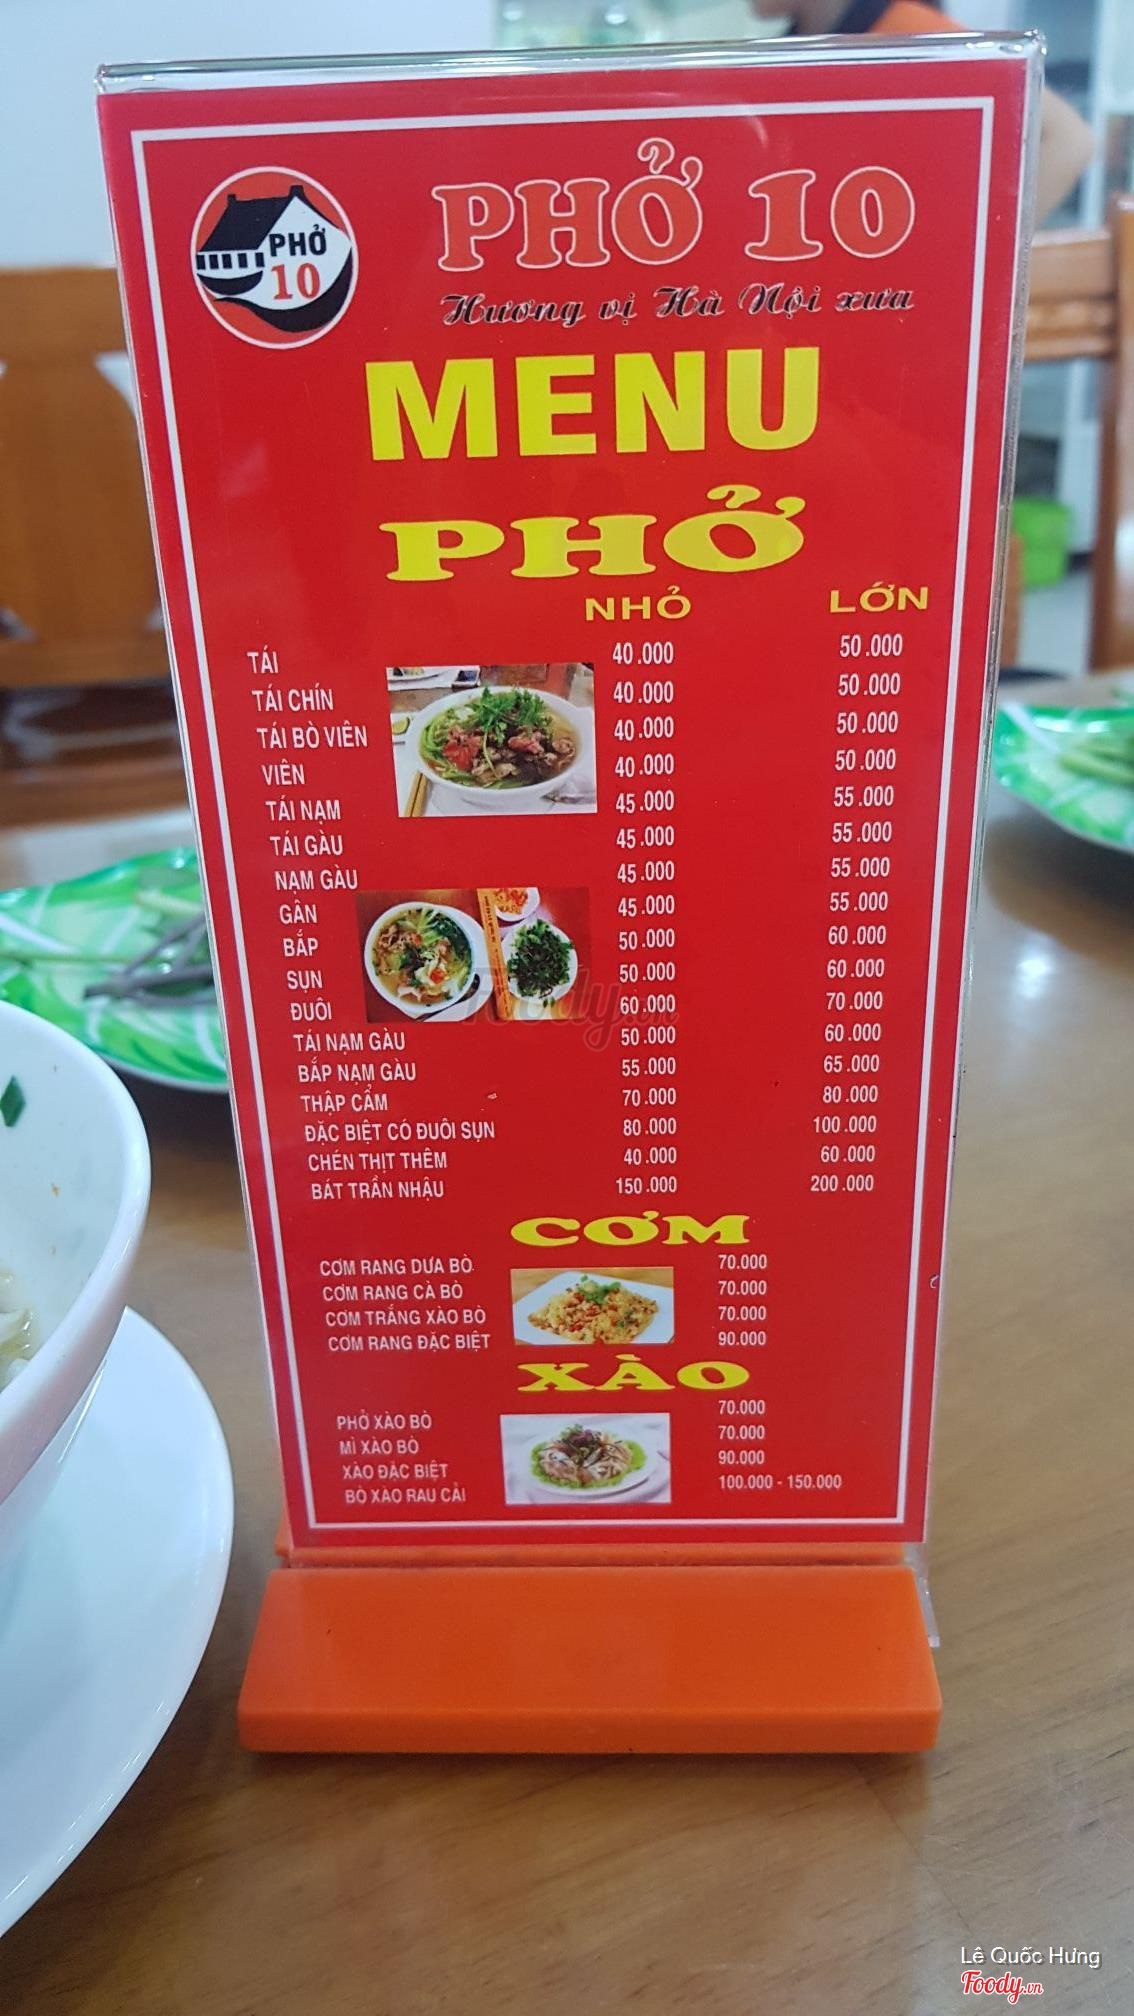 PHỞ
10
PHỞ 10
Hương vị Hà Nội xưa
MENU
PHỞ
NHỎ LỚN
TÁI 40.000 50.000
TÁI CHÍN 40.000 50.000
TÁI BÒ VIÊN 40.000 50.000
VIÊN 40.000 50.000
TÁI NẠM 45.000 55.000
TÁI GÀU 45.000 55.000
NẠM GÀU 45.000 55.000
GÂN 45.000 55.000
BẮP 50.000 60.000
SỤN 50.000 60.000
ĐUÔI 60.000 70.000
TÁI NẠM GÀU 50.000 60.000
BẮP NẠM GÀU 55.000 65.000
THẬP CẨM 70.000 80.000
ĐẶC BIỆT CÓ ĐUÔI SỤN 80.000 100.000
CHÉN THỊT THÊM 40.000 60.000
BÁT TRẦN NHẬU 150.000 200.000
CƠM
CƠM RANG DƯA BÒ 70.000
CƠM RANG CÀ BÒ 70.000
CƠM TRẮNG XÀO BÒ 70.000
CƠM RANG ĐẶC BIỆT 90.000
XÀO
PHỞ XÀO BÒ 70.000
MÌ XÀO BÒ 70.000
XÀO ĐẶC BIỆT 90.000
BÒ XÀO RAU CẢI 100.000 - 150.000
Foody.vn
Lê Quốc Hưng
Foody.vn